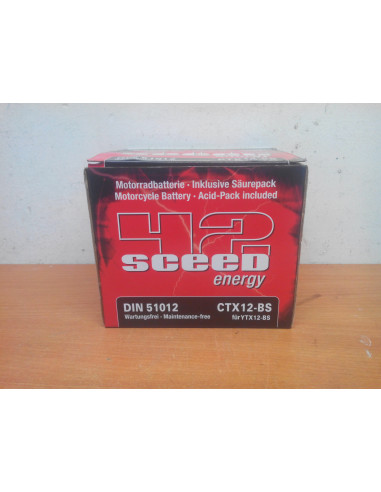 Motorradbatterie - Inklusive Säurepack
Motorcycle Battery - Acid-Pack included
42
sceed
energy
DIN 51012
CTX12-BS
Wartungsfrei - Maintenance-free
für YTX12-BS